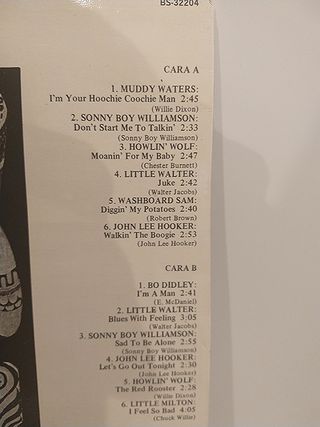 BS-32204
CARA A
1. MUDDY WATERS:
I'm Your Hoochie Coochie Man 2:45
(Willie Dixon)
2. SONNY BOY WILLIAMSON:
Don't Start Me To Talkin' 2:33
(Sonny Boy Williamson)
3. HOWLIN' WOLF:
Moanin' For My Baby 2:47
(Chester Burnett)
4. LITTLE WALTER:
Juke 2:42
(Walter Jacobs)
5. WASHBOARD SAM:
Diggin' My Potatoes 2:40
(Robert Brown)
6. JOHN LEE HOOKER:
Walkin' The Boogie 2:53
(John Lee Hooker)
CARA B
1. BO DIDLEY:
I'm A Man 2:41
(E. McDaniel)
2. LITTLE WALTER:
Blues With Feeling 3:05
(Walter Jacobs)
3. SONNY BOY WILLIAMSON:
Sad To Be Alone 2:55
(Sonny Boy Williamson)
4. JOHN LEE HOOKER:
Let's Go Out Tonight 2:30
(John Lee Hooker)
5. HOWLIN' WOLF:
The Red Rooster 2:28
(Willie Dixon)
6. LITTLE MILTON:
I Feel So Bad 4:05
(Chuck Willie)